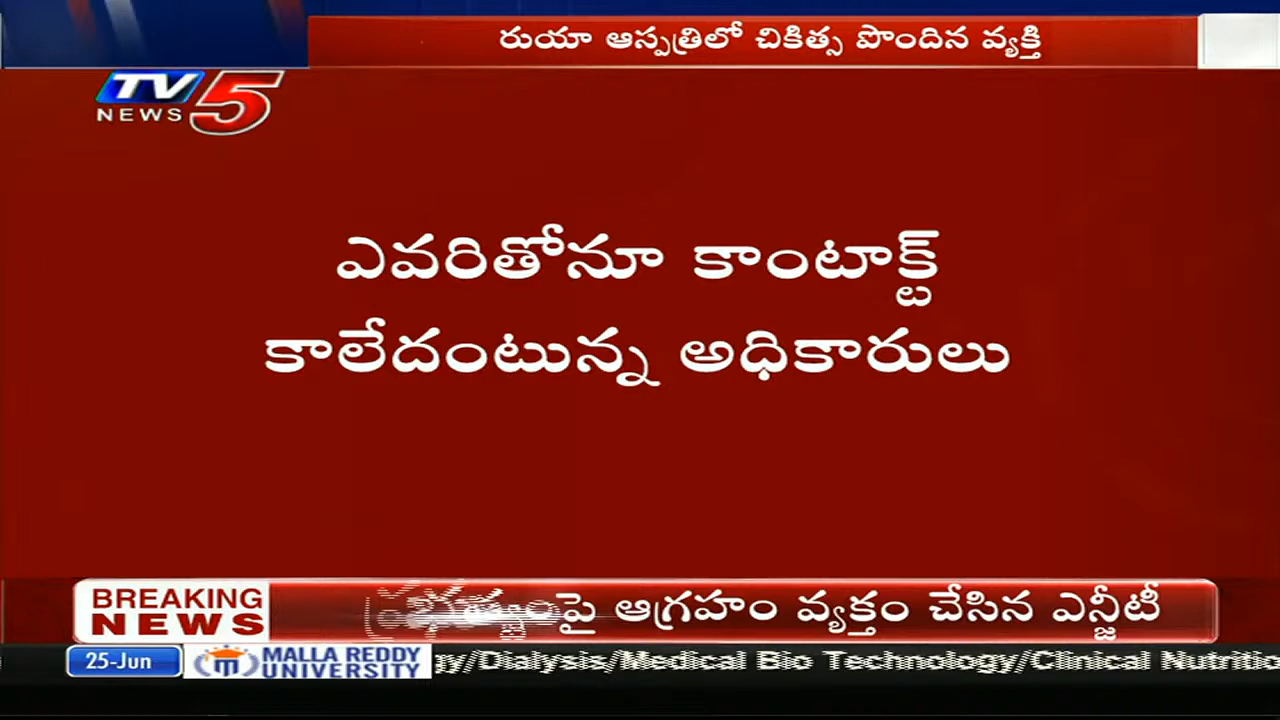 రుయా ఆస్పత్రిలో చికిత్స పొందిన వ్యక్తి
TV5
NEWS
ఎవరితోనూ కాంటాక్ట్
కాలేదంటున్న అధికారులు
BREAKING
NEWS
ఆగ్రహం వ్యక్తం చేసిన ఎన్జీటీ
25-Jun
MALLA REDDY
UNIVERSITY
/Dialysis/Medical Bio Technology/Clinical